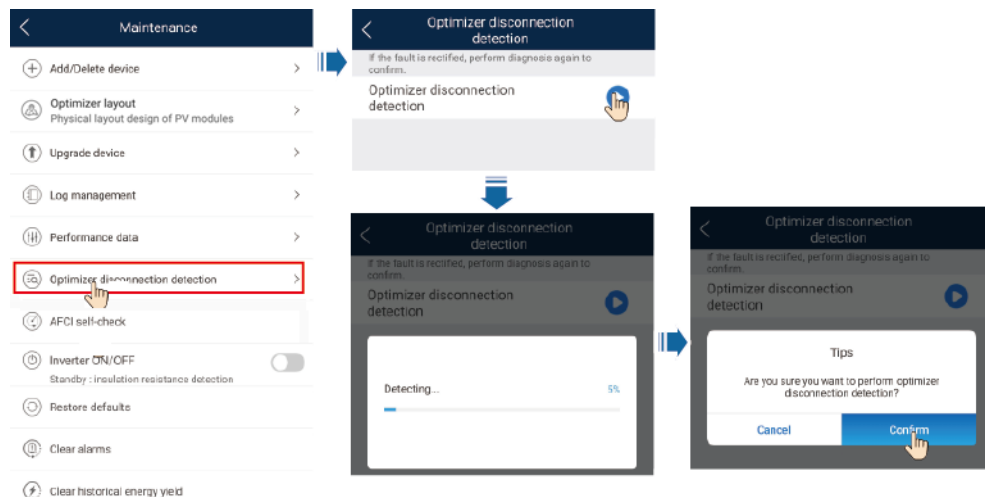 Maintenance
Add/Delete device
Optimizer layout
Physical layout design of PV modules
Upgrade device
Log management
Performance data
Optimizer disconnection detection
AFCI self-check
Inverter ON/OFF
Standby : insulation resistance detection
Restore defaults
Clear alarms
Clear historical energy yield
Optimizer disconnection
detection
If the fault is rectified, perform diagnosis again to
confirm.
Optimizer disconnection
detection
Optimizer disconnection
detection
If the fault is rectified, perform diagnosis again to
confirm.
Optimizer disconnection
detection
Detecting... 5%
Optimizer disconnection
detection
If the fault is rectified, perform diagnosis again to
confirm.
Optimizer disconnection
detection
Tips
Are you sure you want to perform optimizer
disconnection detection?
Cancel Confirm